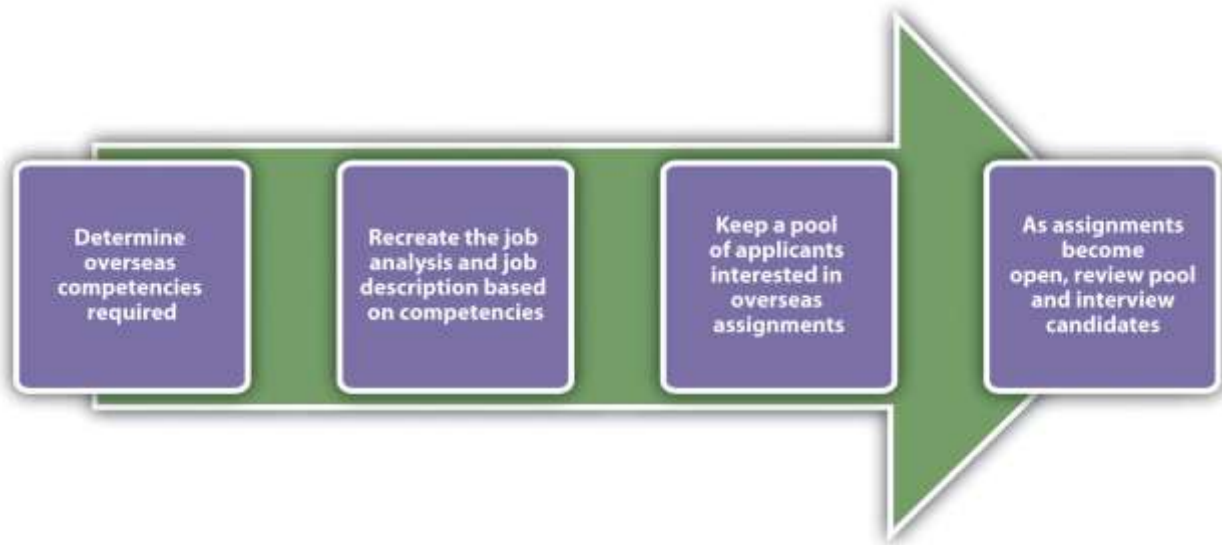 Determine
overseas
competencies
required
Recreate the job
analysis and job
description based
on competencies
Keep a pool
of applicants
interested in
overseas
assignments
As assignments
become
open, review pool
and interview
candidates